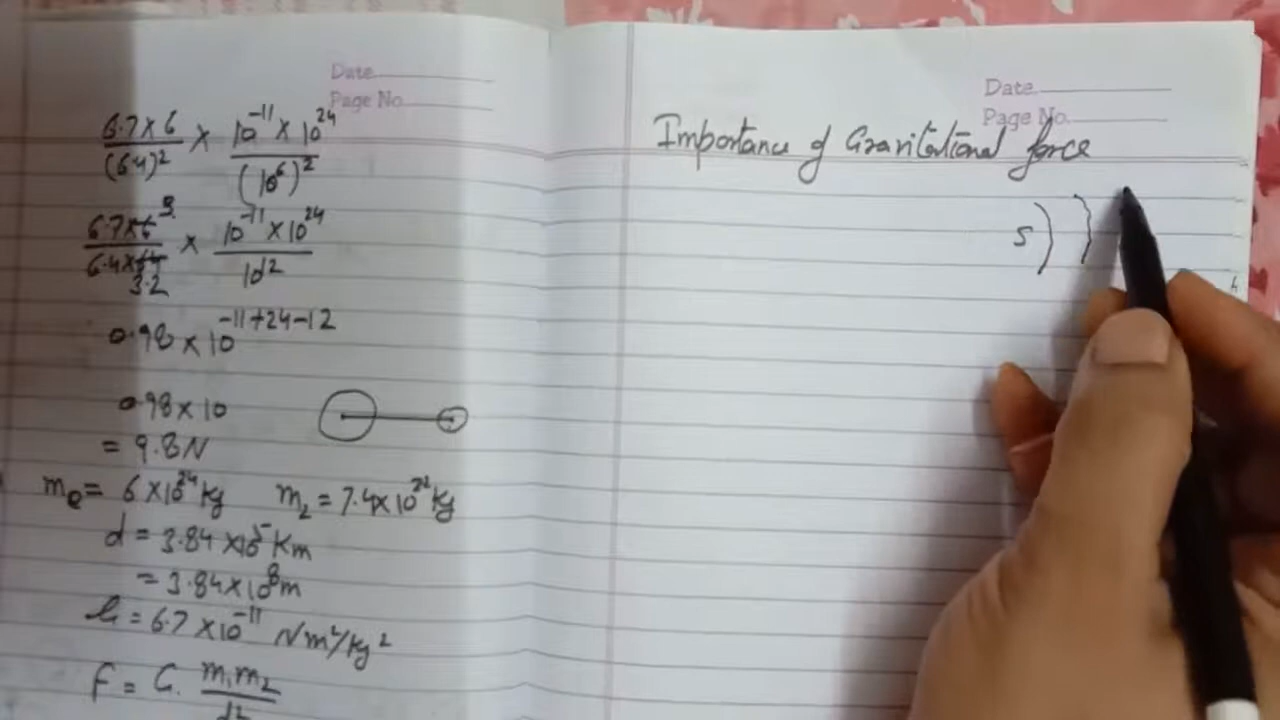 Date
Page No.
6.7 × 6 / (6.4)² × 10⁻¹¹ × 10²⁴ / (10⁶)²
6.7 × 6 3 / 6.4 × 6.4 3.2 × 10⁻¹¹ × 10²⁴ / 10¹²
0.98 × 10⁻¹¹⁺²⁴⁻¹²
0.98 × 10
= 9.8 N
mₑ = 6 × 10²⁴ kg m₂ = 7.4 × 10²² kg
d = 3.84 × 10⁵ Km
= 3.84 × 10⁸ m
G = 6.7 × 10⁻¹¹ Nm²/kg²
F = G. m₁m₂ / d²
Date
Page No.
Importance of Gravitational force
S